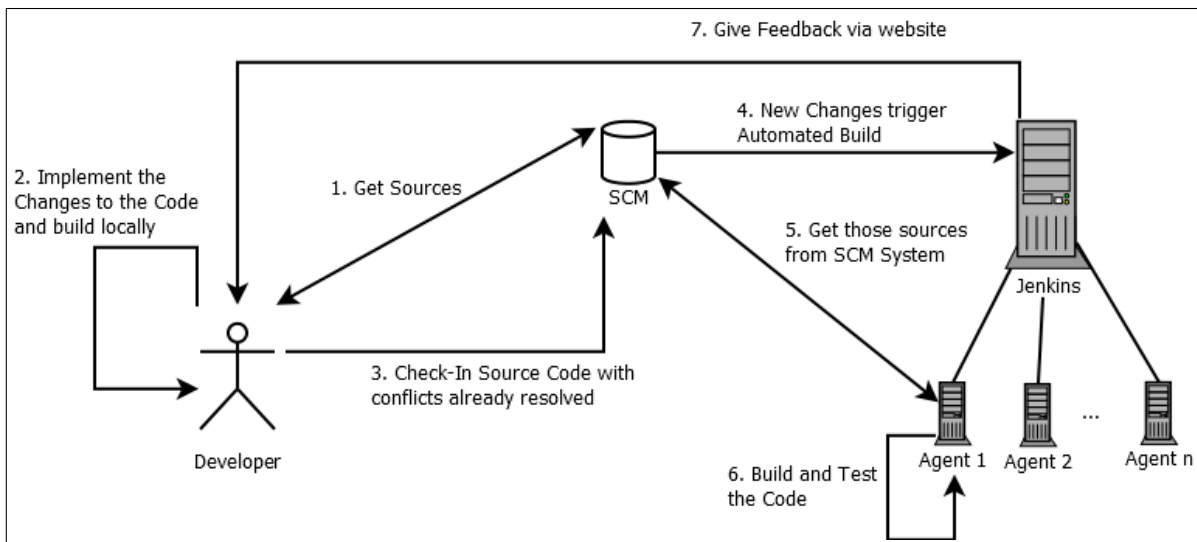 7. Give Feedback via website
4. New Changes trigger
Automated Build
2. Implement the
Changes to the Code
and build locally
1. Get Sources
SCM
5. Get those sources
from SCM System
Jenkins
3. Check-In Source Code with
conflicts already resolved
Developer
Agent 1
Agent 2
...
Agent n
6. Build and Test
the Code